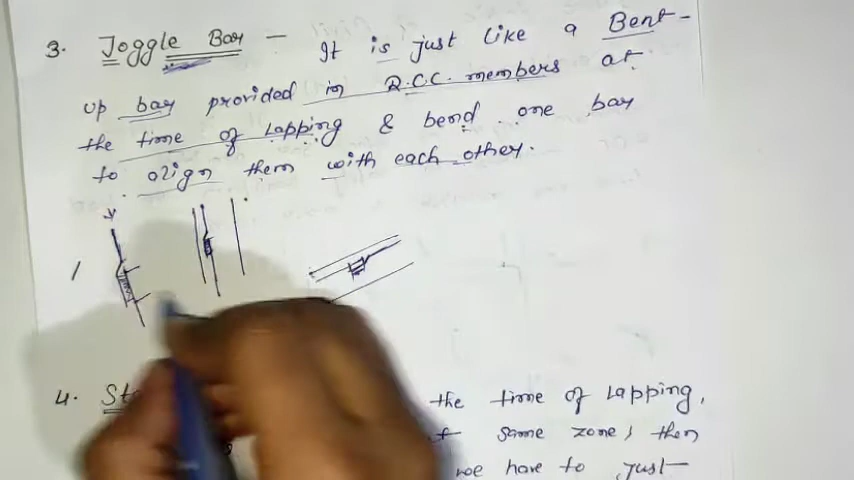 3. Joggle Bar - It is just like a Bent-
up bar provided in R.C.C. members at
the time of lapping & bend one bar
to align them with each other.
4. St
the time of lapping,
same zone, then
we have to just